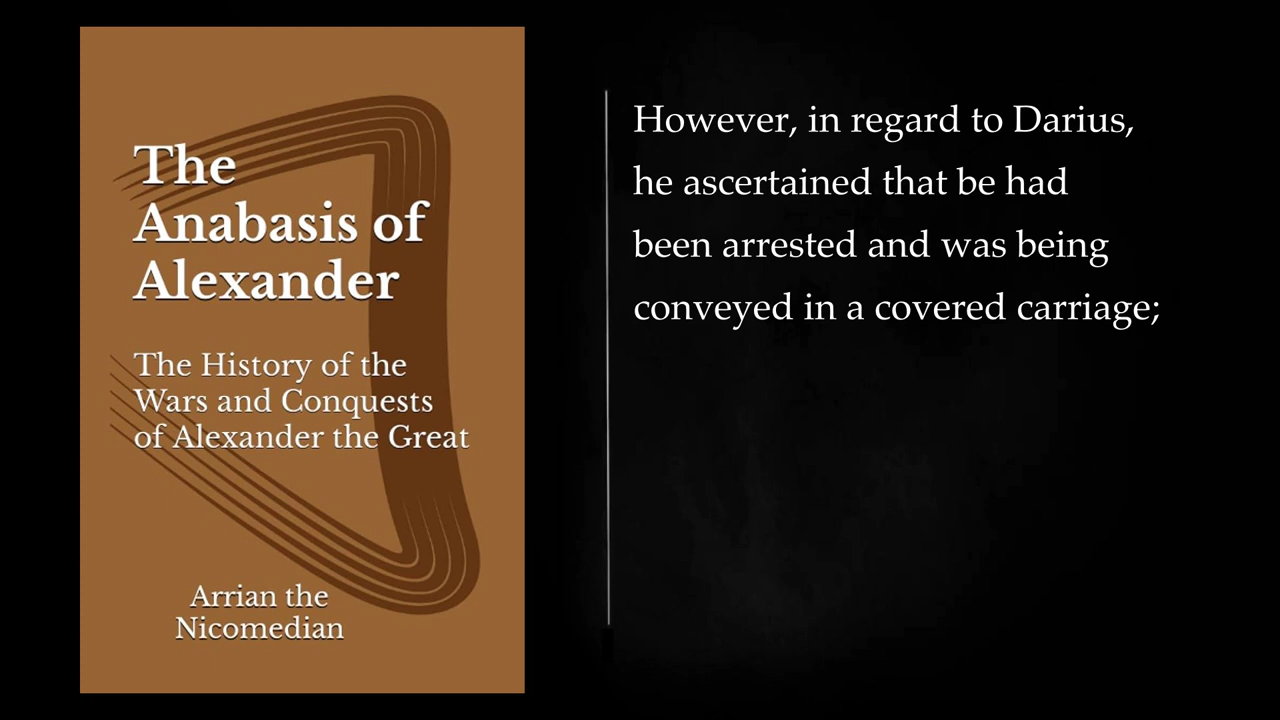 The
Anabasis of
Alexander
The History of the
Wars and Conquests
of Alexander the Great
Arrian the
Nicomedian
However, in regard to Darius,
he ascertained that be had
been arrested and was being
conveyed in a covered carriage;